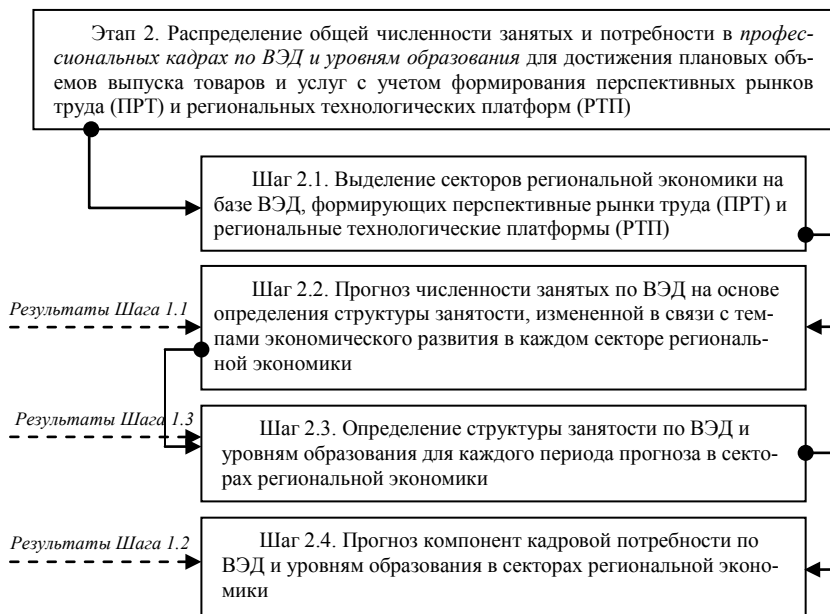 Этап 2. Распределение общей численности занятых и потребности в профес-
сиональных кадрах по ВЭД и уровням образования для достижения плановых объ-
емов выпуска товаров и услуг с учетом формирования перспективных рынков
труда (ПРТ) и региональных технологических платформ (РТП)
Шаг 2.1. Выделение секторов региональной экономики на
базе ВЭД, формирующих перспективные рынки труда (ПРТ) и
региональные технологические платформы (РТП)
Результаты Шага 1.1
Шаг 2.2. Прогноз численности занятых по ВЭД на основе
определения структуры занятости, измененной в связи с тем-
пами экономического развития в каждом секторе региональ-
ной экономики
Результаты Шага 1.3
Шаг 2.3. Определение структуры занятости по ВЭД и
уровням образования для каждого периода прогноза в секто-
рах региональной экономики
Результаты Шага 1.2
Шаг 2.4. Прогноз компонент кадровой потребности по
ВЭД и уровням образования в секторах региональной эконо-
мики